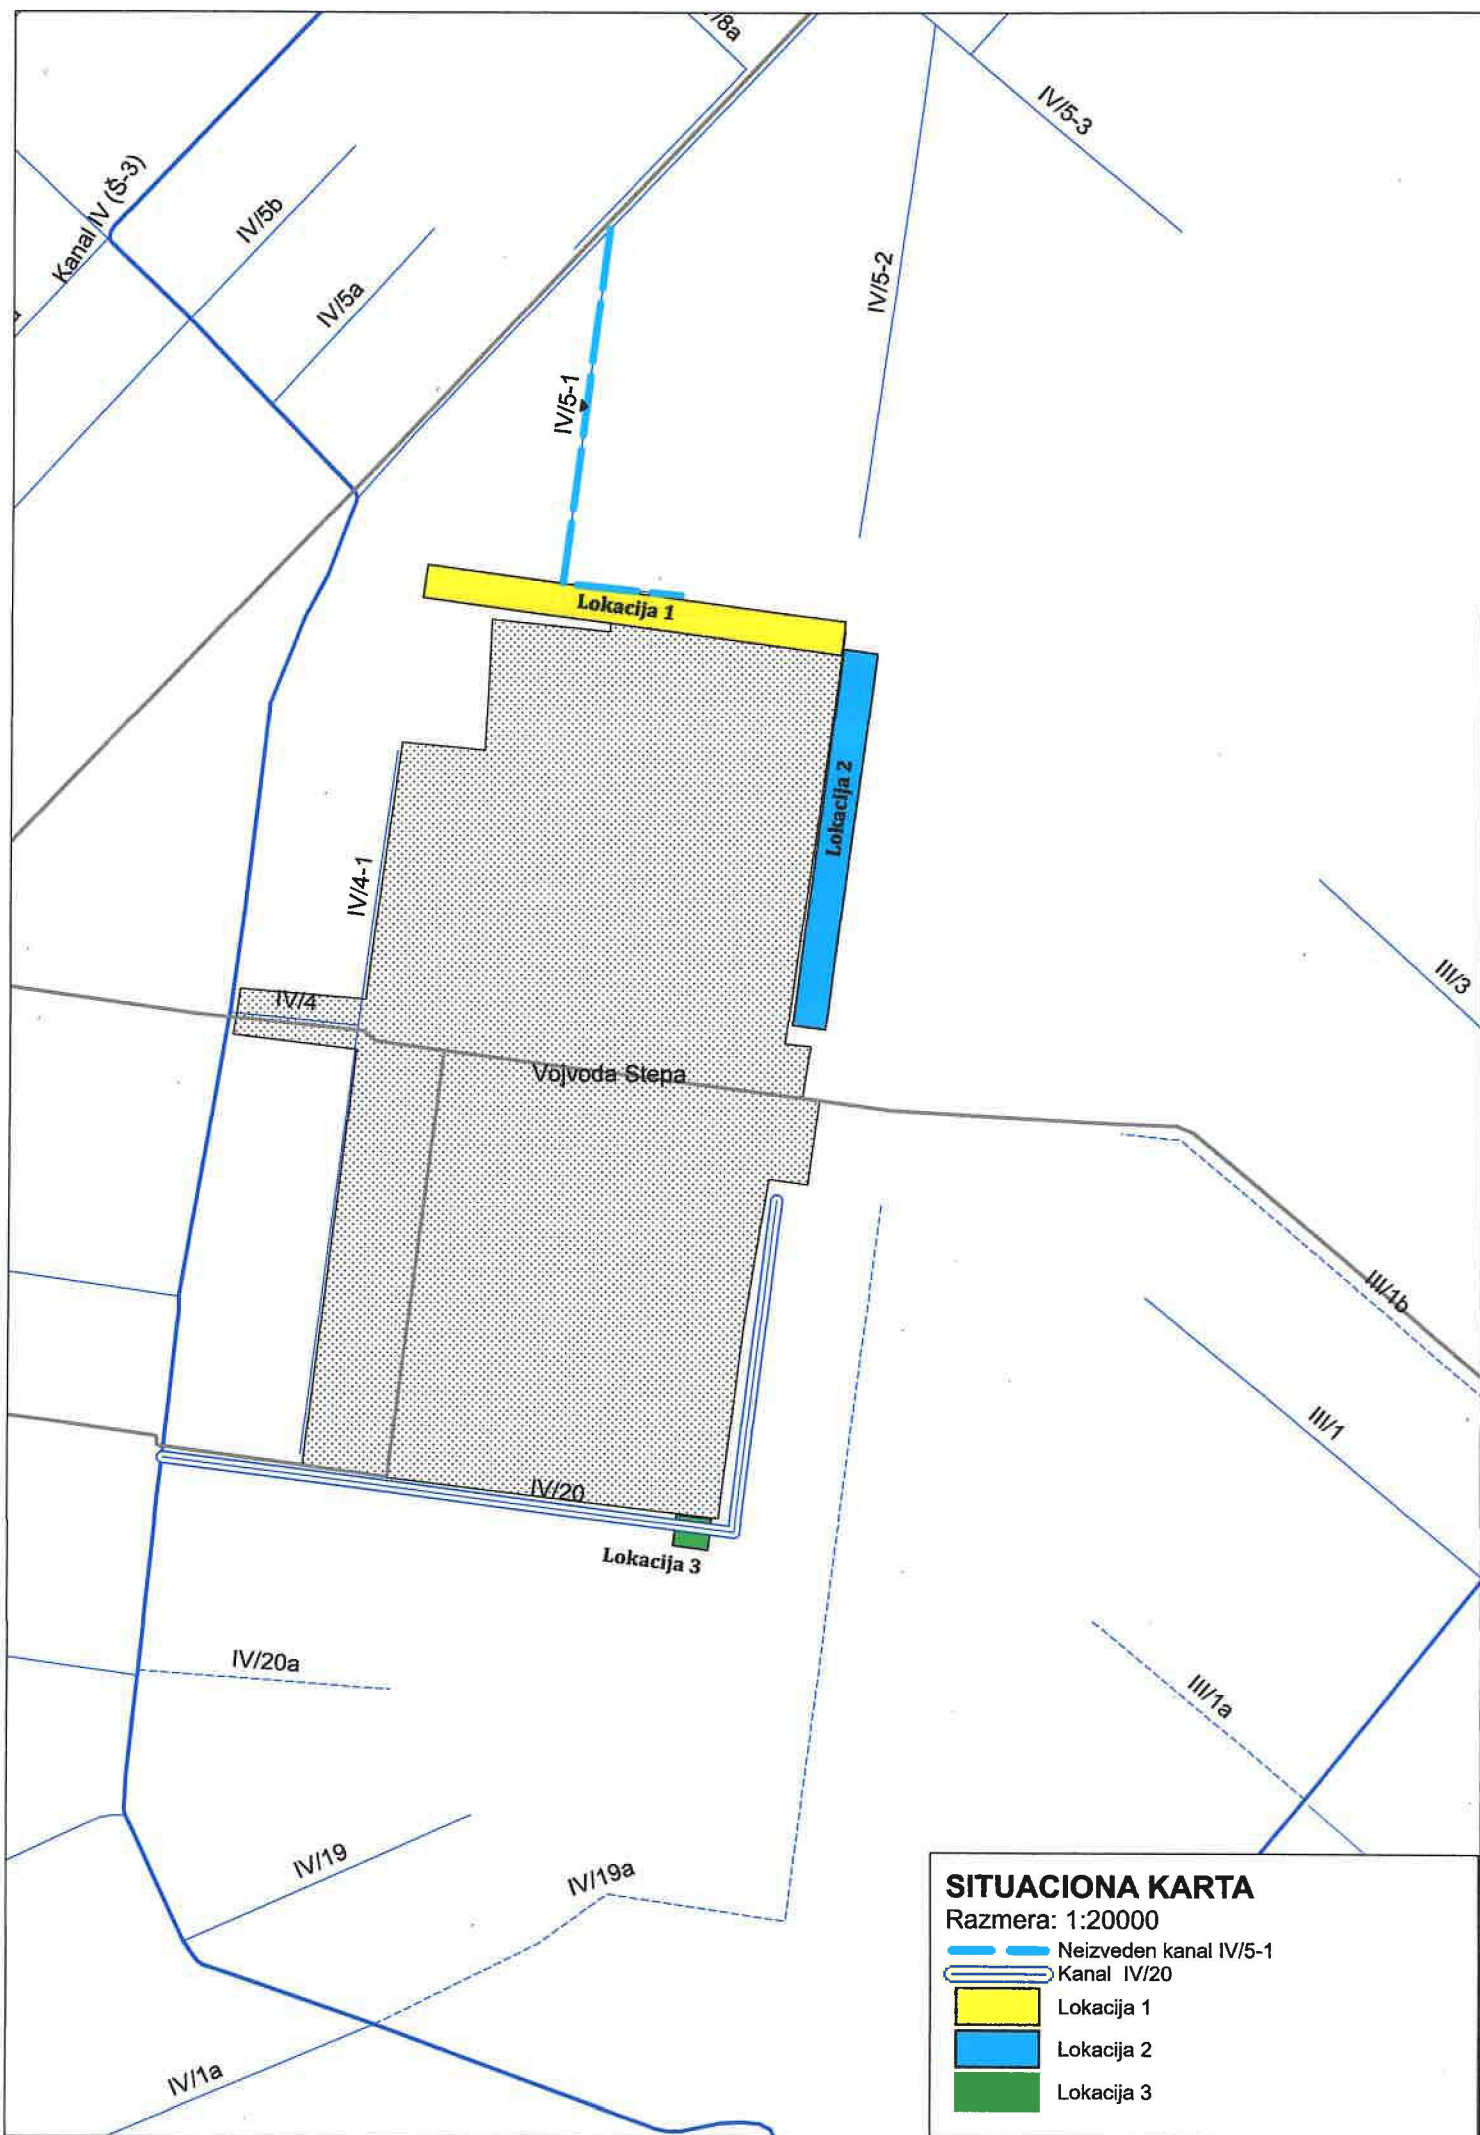 /8a
IV/5-3
Kanal IV (Š-3)
IV/5b
IV/5a
IV/5-2
IV/5-1
Lokacija 1
Lokacija 2
IV/4-1
III/3
IV/4
Vojvoda Stepa
III/1b
III/1
IV/20
Lokacija 3
IV/20a
III/1a
IV/19
IV/19a
IV/1a
SITUACIONA KARTA
Razmera: 1:20000
Neizveden kanal IV/5-1
Kanal IV/20
Lokacija 1
Lokacija 2
Lokacija 3